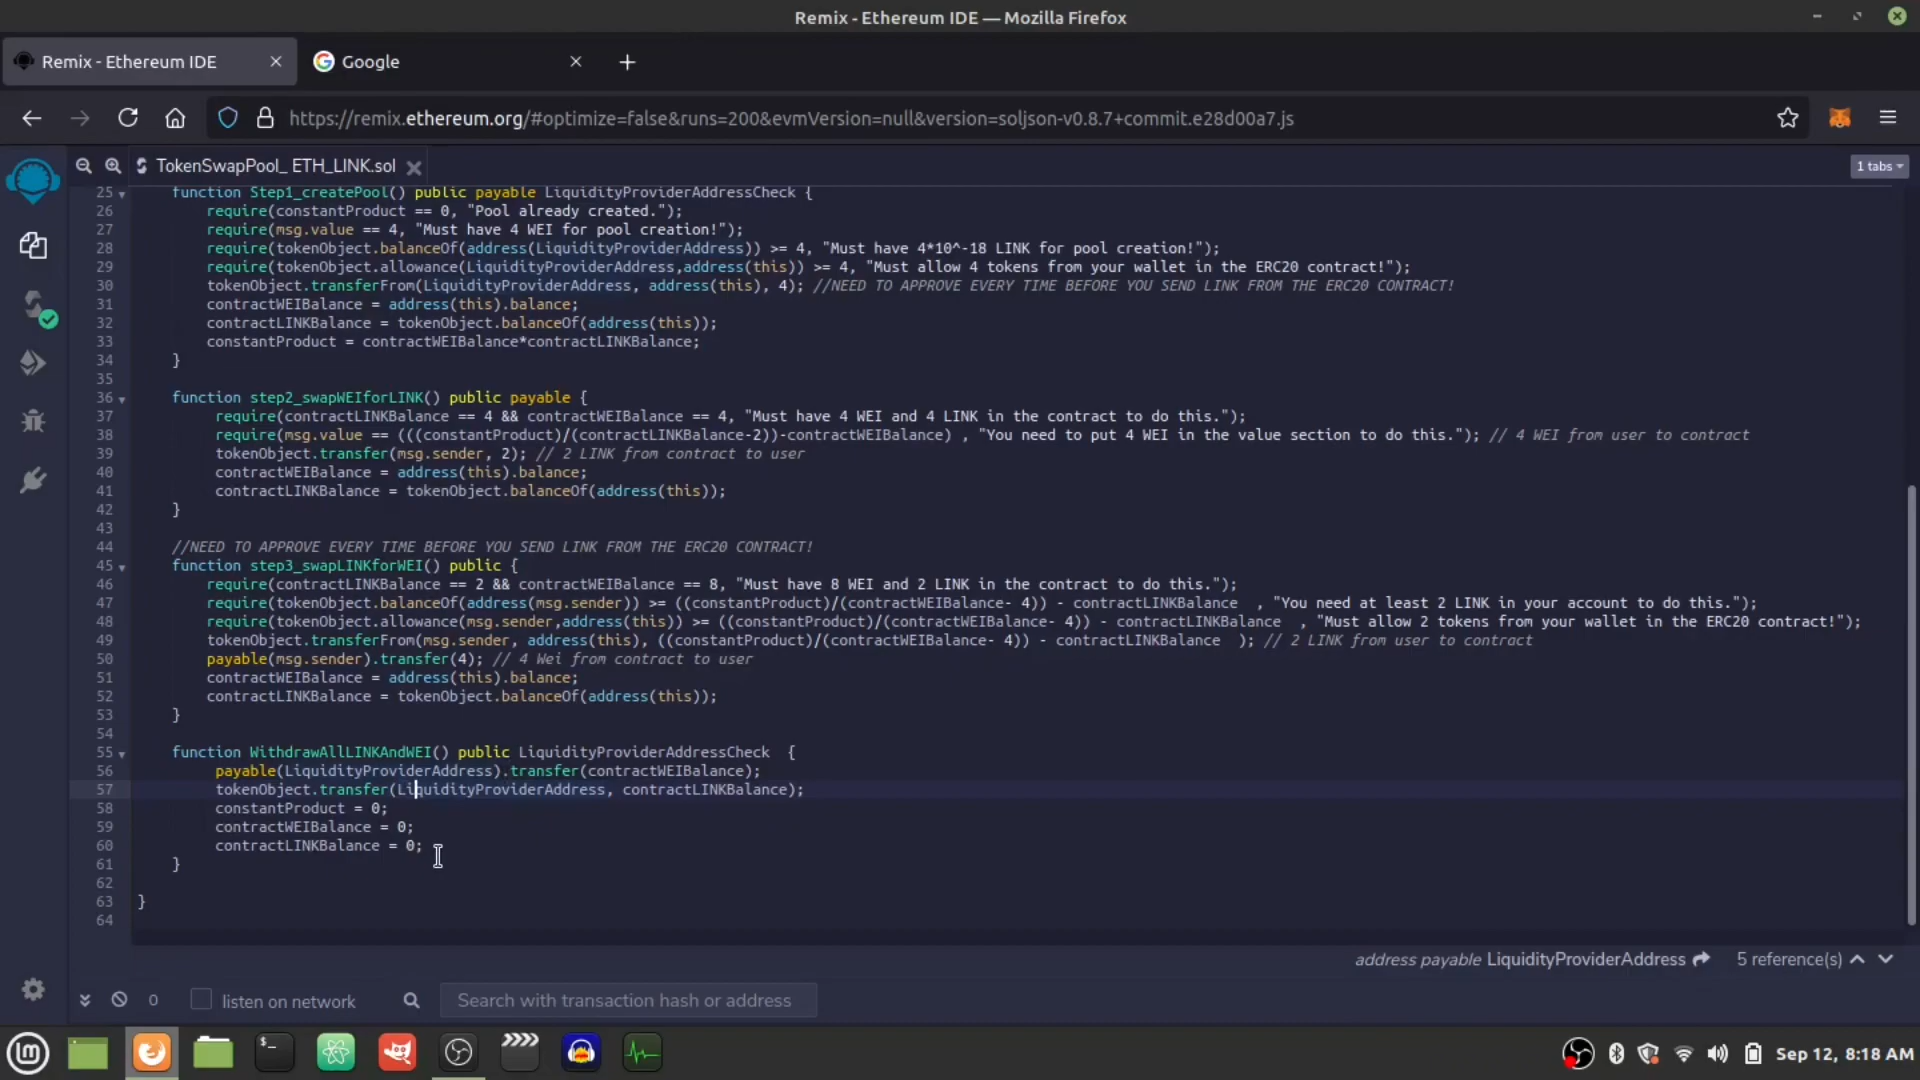 Remix - Ethereum IDE — Mozilla Firefox
Remix - Ethereum IDE
Google
https://remix.ethereum.org/#optimize=false&runs=200&evmVersion=null&version=soljson-v0.8.7+commit.e28d00a7.js
TokenSwapPool_ ETH_LINK.sol
1 tabs
25 function Step1_createPool() public payable LiquidityProviderAddressCheck {
26 require(constantProduct == 0, "Pool already created.");
27 require(msg.value == 4, "Must have 4 WEI for pool creation!");
28 require(tokenObject.balanceOf(address(LiquidityProviderAddress)) >= 4, "Must have 4*10^-18 LINK for pool creation!");
29 require(tokenObject.allowance(LiquidityProviderAddress,address(this)) >= 4, "Must allow 4 tokens from your wallet in the ERC20 contract!");
30 tokenObject.transferFrom(LiquidityProviderAddress, address(this), 4); //NEED TO APPROVE EVERY TIME BEFORE YOU SEND LINK FROM THE ERC20 CONTRACT!
31 contractWEIBalance = address(this).balance;
32 contractLINKBalance = tokenObject.balanceOf(address(this));
33 constantProduct = contractWEIBalance*contractLINKBalance;
34 }
35
36 function step2_swapWEIforLINK() public payable {
37 require(contractLINKBalance == 4 && contractWEIBalance == 4, "Must have 4 WEI and 4 LINK in the contract to do this.");
38 require(msg.value == (((constantProduct)/(contractLINKBalance-2))-contractWEIBalance) , "You need to put 4 WEI in the value section to do this."); // 4 WEI from user to contract
39 tokenObject.transfer(msg.sender, 2); // 2 LINK from contract to user
40 contractWEIBalance = address(this).balance;
41 contractLINKBalance = tokenObject.balanceOf(address(this));
42 }
43
44 //NEED TO APPROVE EVERY TIME BEFORE YOU SEND LINK FROM THE ERC20 CONTRACT!
45 function step3_swapLINKforWEI() public {
46 require(contractLINKBalance == 2 && contractWEIBalance == 8, "Must have 8 WEI and 2 LINK in the contract to do this.");
47 require(tokenObject.balanceOf(address(msg.sender)) >= ((constantProduct)/(contractWEIBalance- 4)) - contractLINKBalance , "You need at least 2 LINK in your account to do this.");
48 require(tokenObject.allowance(msg.sender,address(this)) >= ((constantProduct)/(contractWEIBalance- 4)) - contractLINKBalance , "Must allow 2 tokens from your wallet in the ERC20 contract!");
49 tokenObject.transferFrom(msg.sender, address(this), ((constantProduct)/(contractWEIBalance- 4)) - contractLINKBalance ); // 2 LINK from user to contract
50 payable(msg.sender).transfer(4); // 4 Wei from contract to user
51 contractWEIBalance = address(this).balance;
52 contractLINKBalance = tokenObject.balanceOf(address(this));
53 }
54
55 function WithdrawAllLINKAndWEI() public LiquidityProviderAddressCheck {
56 payable(LiquidityProviderAddress).transfer(contractWEIBalance);
57 tokenObject.transfer(LiquidityProviderAddress, contractLINKBalance);
58 constantProduct = 0;
59 contractWEIBalance = 0;
60 contractLINKBalance = 0;
61 }
62
63 }
64
address payable LiquidityProviderAddress 5 reference(s)
0 listen on network Search with transaction hash or address
Sep 12, 8:18 AM